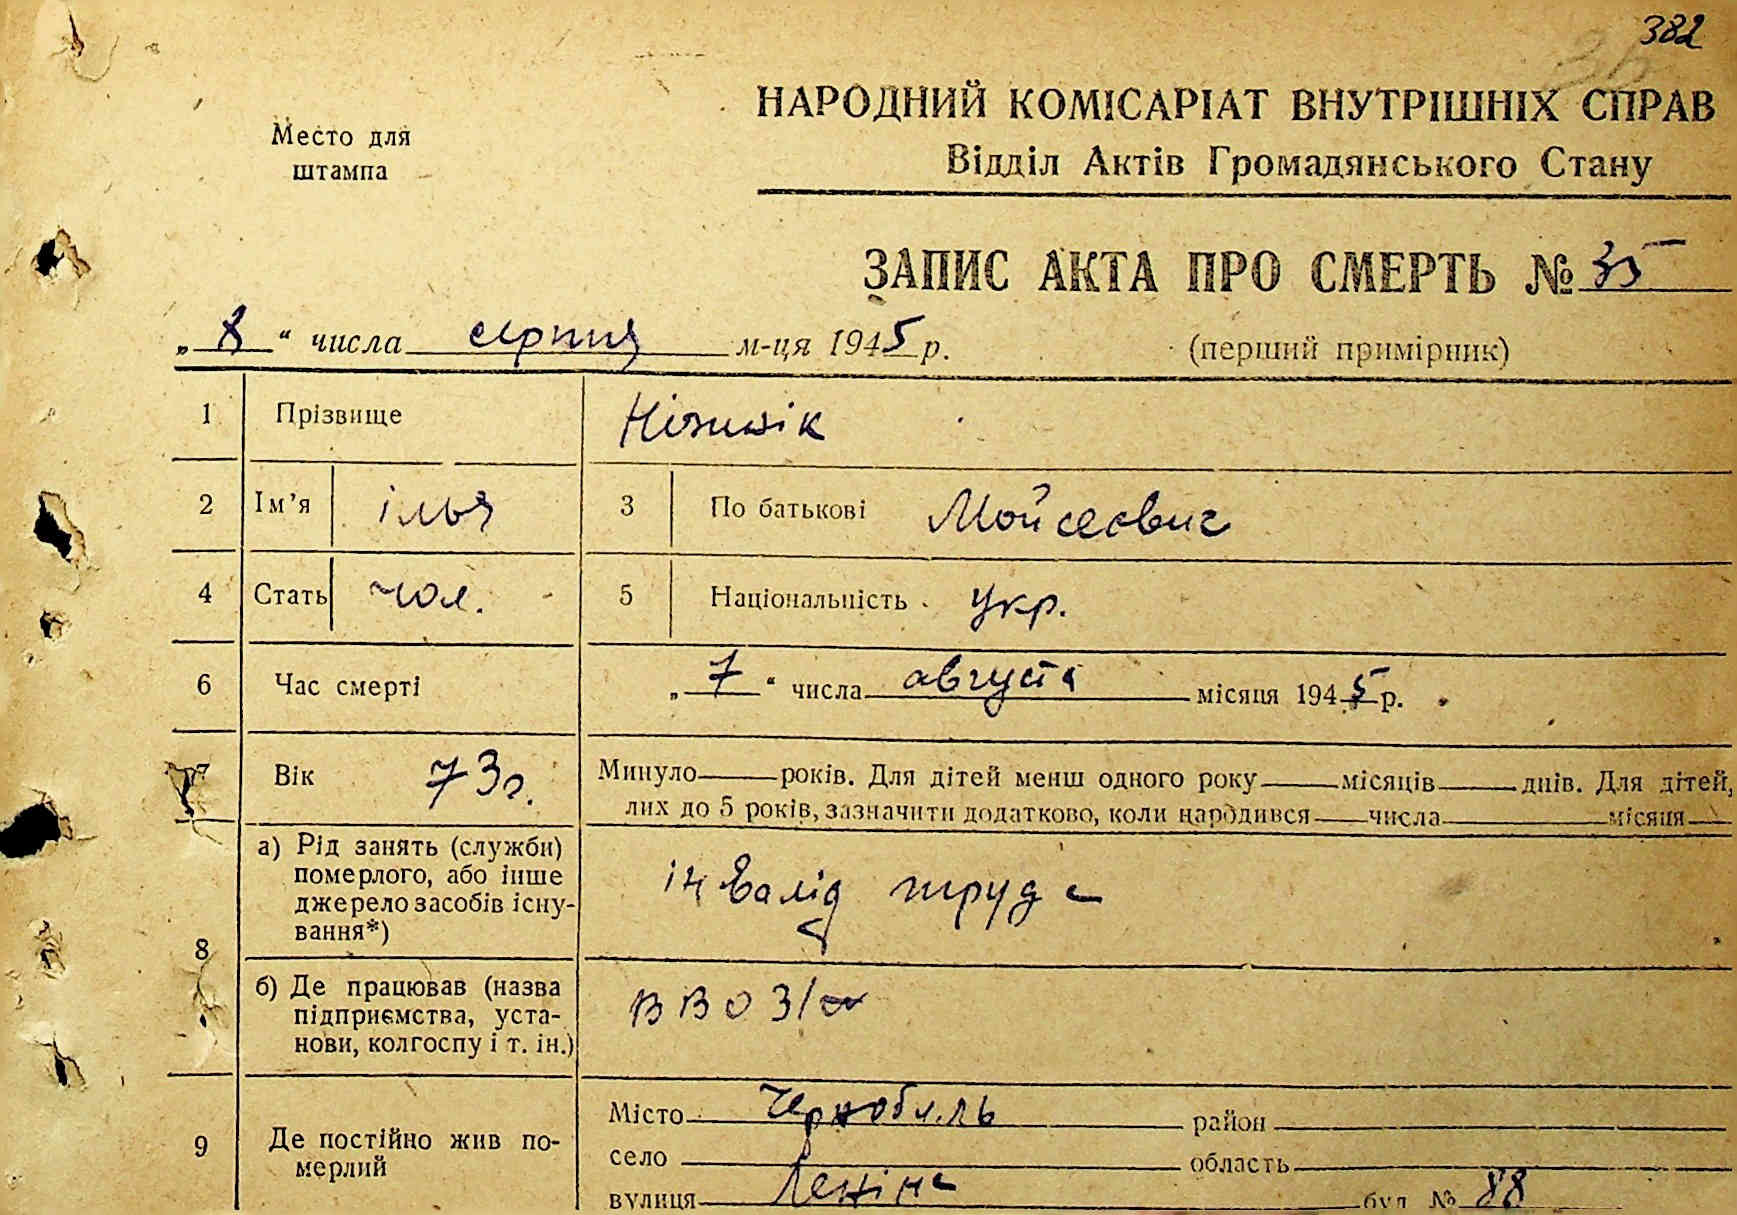 382
НАРОДНИЙ КОМІСАРІАТ ВНУТРІШНІХ СПРАВ
Место для
штампа
Відділ Актів Громадянського Стану
ЗАПИС АКТА ПРО СМЕРТЬ № 35
„ 8 “ числа серпня м-ця 1945 р. (перший примірник)
1 Прізвище
2 Ім’я ілья 3 По батькові Мойсеевич
4 Стать чол. 5 Національність укр.
6 Час смерті „ 7 “ числа августа місяця 1945 р.
7 Вік 73 г. Минуло років. Для дітей менш одного року місяців днів. Для дітей,
лих до 5 років, зазначити додатково, коли народився числа місяця
8 а) Рід занять (служби)
померлого, або інше
джерело засобів існу-
вання*) інвалід труда
б) Де працював (назва
підприємства, уста-
нови, колгоспу і т. ін.)
9 Де постійно жив по-
мерлий
Місто Чернобиль район
село область
вулиця Леніна буд № 88